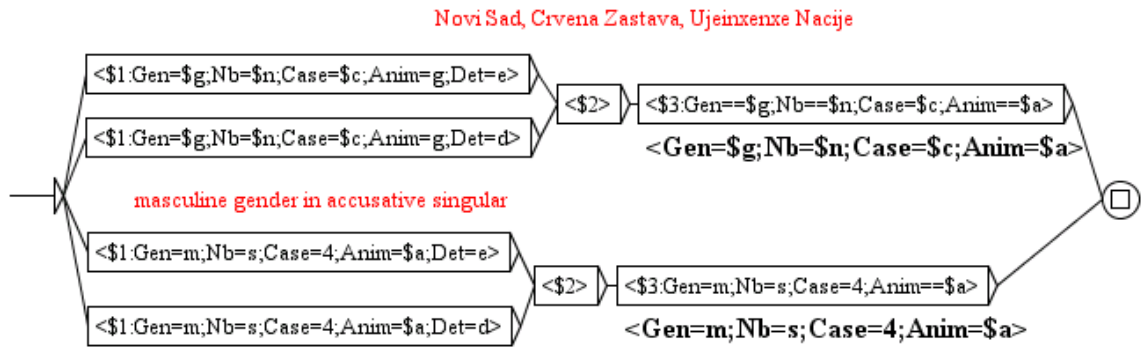 Novi Sad, Crvena Zastava, Ujeinxenxe Nacije
<$1:Gen=$g;Nb=$n;Case=$c;Anim=g;Det=e>
<$2>
<$3:Gen==$g;Nb==$n;Case=$c;Anim==$a>
<$1:Gen=$g;Nb=$n;Case=$c;Anim=g;Det=d>
<Gen=$g;Nb=$n;Case=$c;Anim=$a>
masculine gender in accusative singular
<$1:Gen=m;Nb=s;Case=4;Anim=$a;Det=e>
<$2>
<$3:Gen=m;Nb=s;Case=4;Anim==$a>
<$1:Gen=m;Nb=s;Case=4;Anim=$a;Det=d>
<Gen=m;Nb=s;Case=4;Anim=$a>